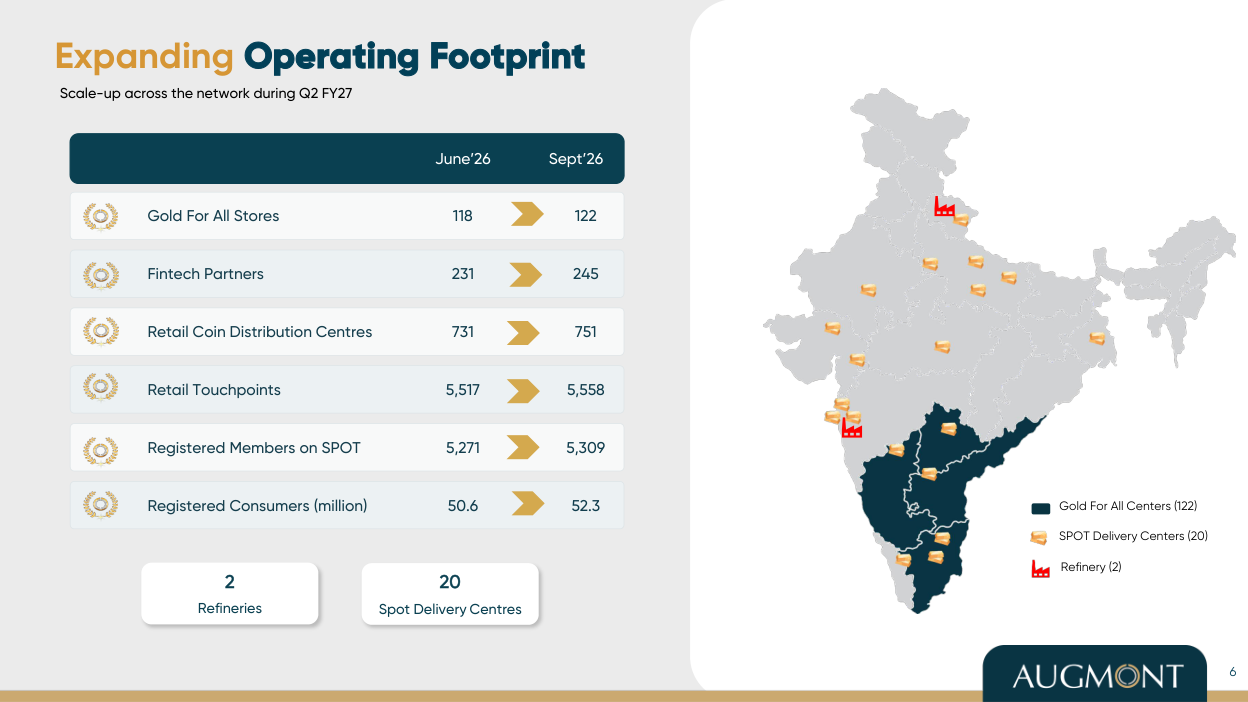 Expanding Operating Footprint
Scale-up across the network during Q2 FY27
June'26 Sept'26
Gold For All Stores 118 122
Fintech Partners 231 245
Retail Coin Distribution Centres 731 751
Retail Touchpoints 5,517 5,558
Registered Members on SPOT 5,271 5,309
Registered Consumers (million) 50.6 52.3
2
Refineries
20
Spot Delivery Centres
Gold For All Centers (122)
SPOT Delivery Centers (20)
Refinery (2)
AUGMONT
6